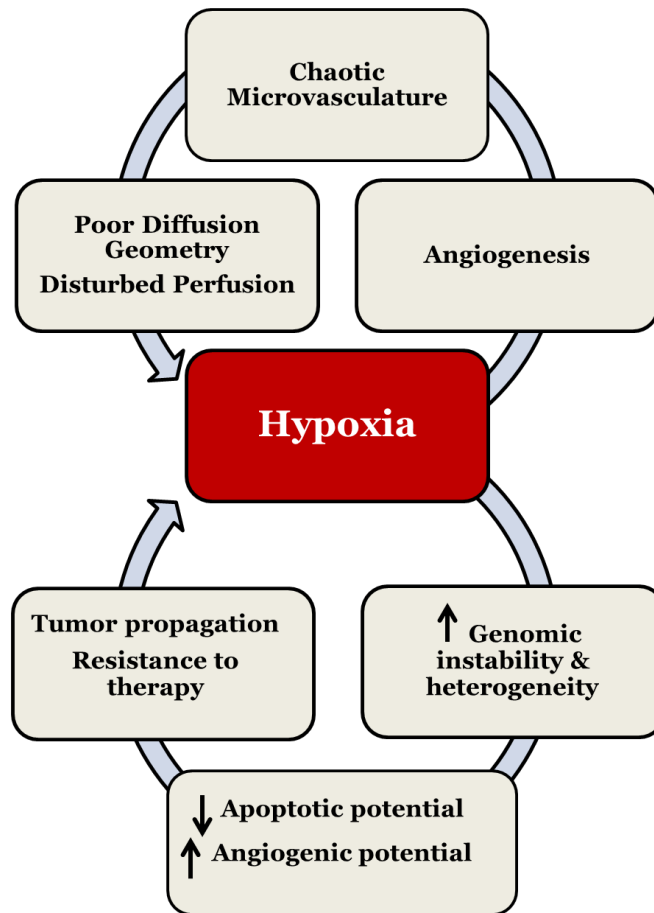 Chaotic
Microvasculature
Poor Diffusion
Geometry
Disturbed Perfusion
Angiogenesis
Hypoxia
Tumor propagation
Resistance to
therapy
↑ Genomic
instability &
heterogeneity
↓ Apoptotic potential
↑ Angiogenic potential